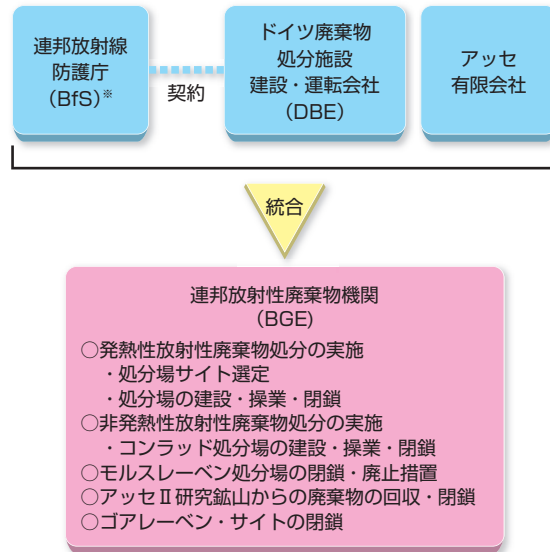 連邦放射線
防護庁
(BfS)※
契約
ドイツ廃棄物
処分施設
建設・運転会社
(DBE)
アッセ
有限会社
統合
連邦放射性廃棄物機関
(BGE)
○発熱性放射性廃棄物処分の実施
・処分場サイト選定
・処分場の建設・操業・閉鎖
○非発熱性放射性廃棄物処分の実施
・コンラッド処分場の建設・操業・閉鎖
○モルスレーベン処分場の閉鎖・廃止措置
○アッセⅡ研究鉱山からの廃棄物の回収・閉鎖
○ゴアレーベン・サイトの閉鎖